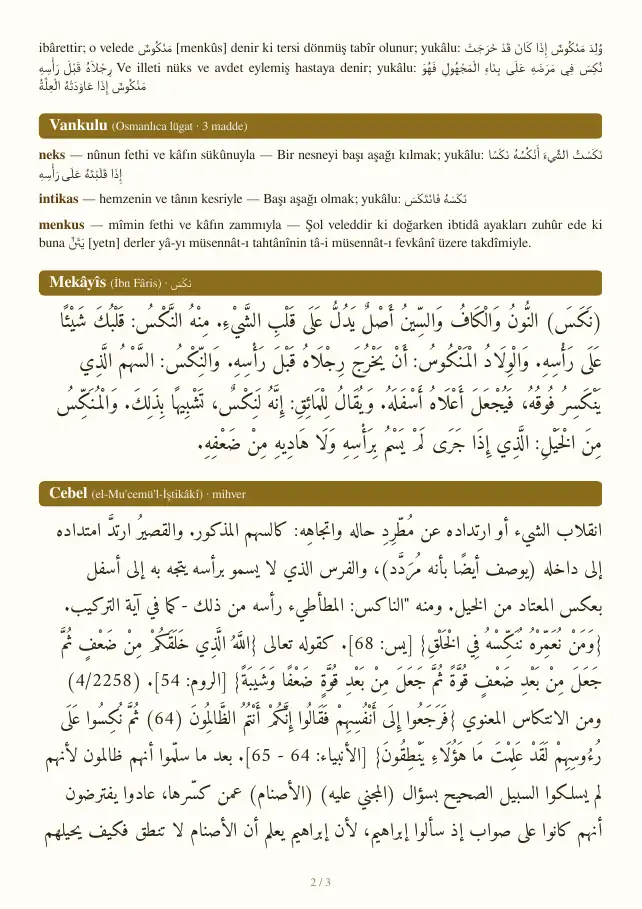 ibârettir; o velede مَنْكُوسٌ [menkûs] denir ki tersi dönmüş tabîr olunur; yukâlu: وُلِدَ مَنْكُوسٌ إِذَا كَانَ قَدْ خَرَجَتْ
رِجْلَاهُ قَبْلَ رَأْسِهِ Ve illeti nüks ve avdet eylemiş hastaya denir; yukâlu: نُكِسَ فِي مَرَضِهِ عَلَى بِنَاءِ الْمَجْهُولِ فَهُوَ
مَنْكُوسٌ إِذَا عَاوَدَتْهُ الْعِلَّةُ
Vankulu (Osmanlıca lügat · 3 madde)
neks — nûnun fethi ve kâfın sükûnuyla — Bir nesneyi başı aşağı kılmak; yukâlu: نَكَسْتُ الشَّيْءَ أَنْكُسُهُ نَكْسًا
إِذَا قَلَبْتَهُ عَلَى رَأْسِهِ
intikas — hemzenin ve tânın kesriyle — Başı aşağı olmak; yukâlu: نَكَسَهُ فَانْتَكَسَ
menkus — mîmin fethi ve kâfın zammıyla — Şol veleddir ki doğarken ibtidâ ayakları zuhûr ede ki
buna يَتْنٌ [yetn] derler yâ-yı müsennât-ı tahtânînin tâ-i müsennât-ı fevkânî üzere takdîmiyle.
Mekâyîs (İbn Fâris) · نَكَسَ
(نَكَسَ) النُّونُ وَالْكَافُ وَالسِّينُ أَصْلٌ يَدُلُّ عَلَى قَلْبِ الشَّيْءِ. مِنْهُ النَّكْسُ: قَلْبُكَ شَيْئًا
عَلَى رَأْسِهِ. وَالْوِلَادُ الْمَنْكُوسُ: أَنْ يَخْرُجَ رِجْلَاهُ قَبْلَ رَأْسِهِ. وَالنِّكْسُ: السَّهْمُ الَّذِي
يَنْكَسِرُ فُوقُهُ، فَيُجْعَلُ أَعْلَاهُ أَسْفَلَهُ. وَيُقَالُ لِلْمَائِقِ: إِنَّهُ لَنِكْسٌ، تَشْبِيهًا بِذَلِكَ. وَالْمُنَكِّسُ
مِنَ الْخَيْلِ: الَّذِي إِذَا جَرَى لَمْ يَسْمُ بِرَأْسِهِ وَلَا هَادِيهِ مِنْ ضَعْفِهِ.
Cebel (el-Mu'cemü'l-İştikâkî) · mihver
انقلاب الشيء أو ارتداده عن مُطّرِدِ حاله واتجاهِه: كالسهم المذكور. والقصيرُ ارتدَّ امتداده
إلى داخله (يوصف أيضًا بأنه مُرَدَّد)، والفرس الذي لا يسمو برأسه يتجه به إلى أسفل
بعكس المعتاد من الخيل. ومنه "الناكس: المطأطيء رأسه من ذلك -كما في آية التركيب.
{وَمَنْ نُعَمِّرْهُ نُنَكِّسْهُ فِي الْخَلْقِ} [يس: 68]. كقوله تعالى {اللَّهُ الَّذِي خَلَقَكُمْ مِنْ ضَعْفٍ ثُمَّ
جَعَلَ مِنْ بَعْدِ ضَعْفٍ قُوَّةً ثُمَّ جَعَلَ مِنْ بَعْدِ قُوَّةٍ ضَعْفًا وَشَيْبَةً} [الروم: 54]. (4/2258)
ومن الانتكاس المعنوي {فَرَجَعُوا إِلَى أَنْفُسِهِمْ فَقَالُوا إِنَّكُمْ أَنْتُمُ الظَّالِمُونَ (64) ثُمَّ نُكِسُوا عَلَى
رُءُوسِهِمْ لَقَدْ عَلِمْتَ مَا هَؤُلَاءِ يَنْطِقُونَ} [الأنبياء: 64 - 65]. بعد ما سلّموا أنهم ظالمون لأنهم
لم يسلكوا السبيل الصحيح بسؤال (المجني عليه) (الأصنام) عمن كسّرها، عادوا يفترضون
أنهم كانوا على صواب إذ سألوا إبراهيم، لأن إبراهيم يعلم أن الأصنام لا تنطق فكيف يحيلهم
2 / 3